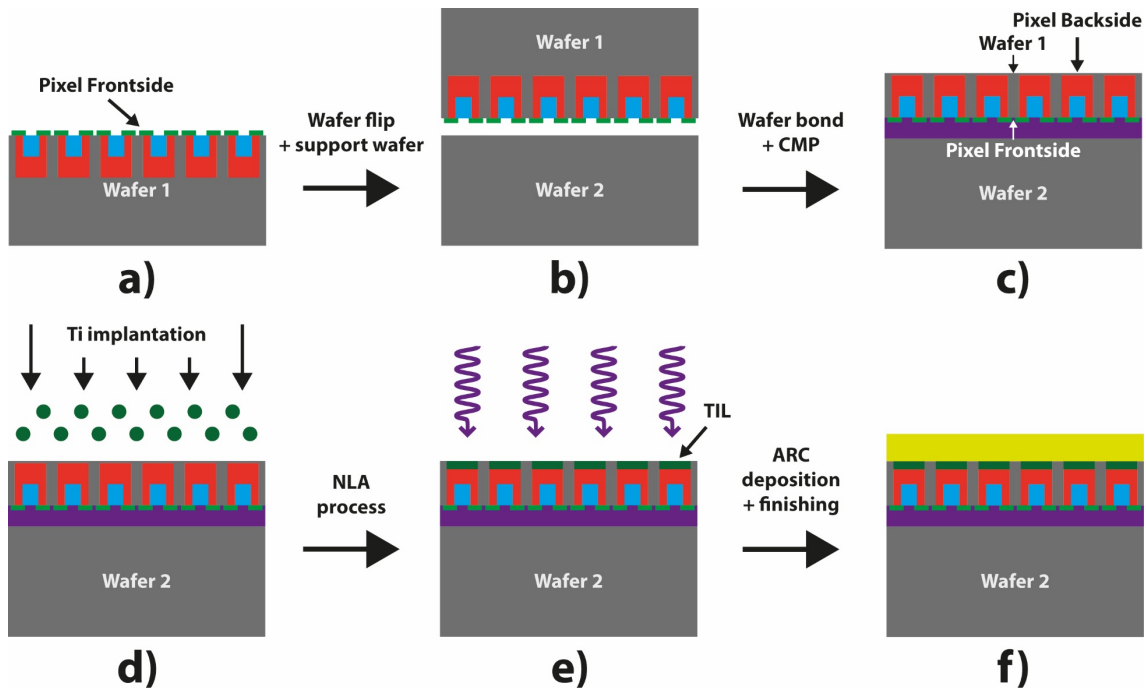 Pixel Frontside
Wafer 1
a)
Wafer flip
+ support wafer
Wafer 1
Wafer 2
b)
Wafer bond
+ CMP
Pixel Backside
Wafer 1
Pixel Frontside
Wafer 2
c)
Ti implantation
Wafer 2
d)
NLA
process
TIL
Wafer 2
e)
ARC
deposition
+ finishing
Wafer 2
f)